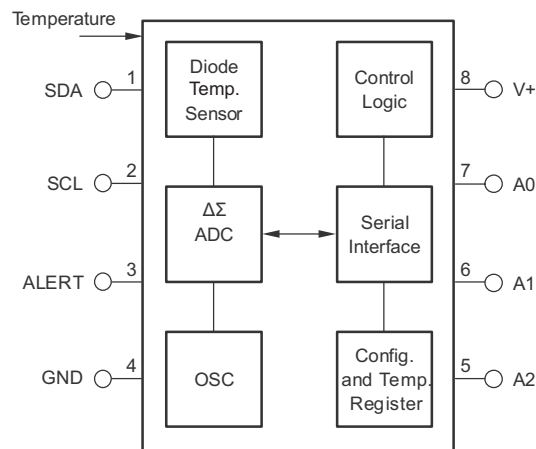 Temperature
1
SDA
Diode
Temp.
Sensor
Control
Logic
8
V+
2
SCL
ΔΣ
ADC
Serial
Interface
7
A0
3
ALERT
6
A1
4
GND
OSC
Config.
and Temp.
Register
5
A2